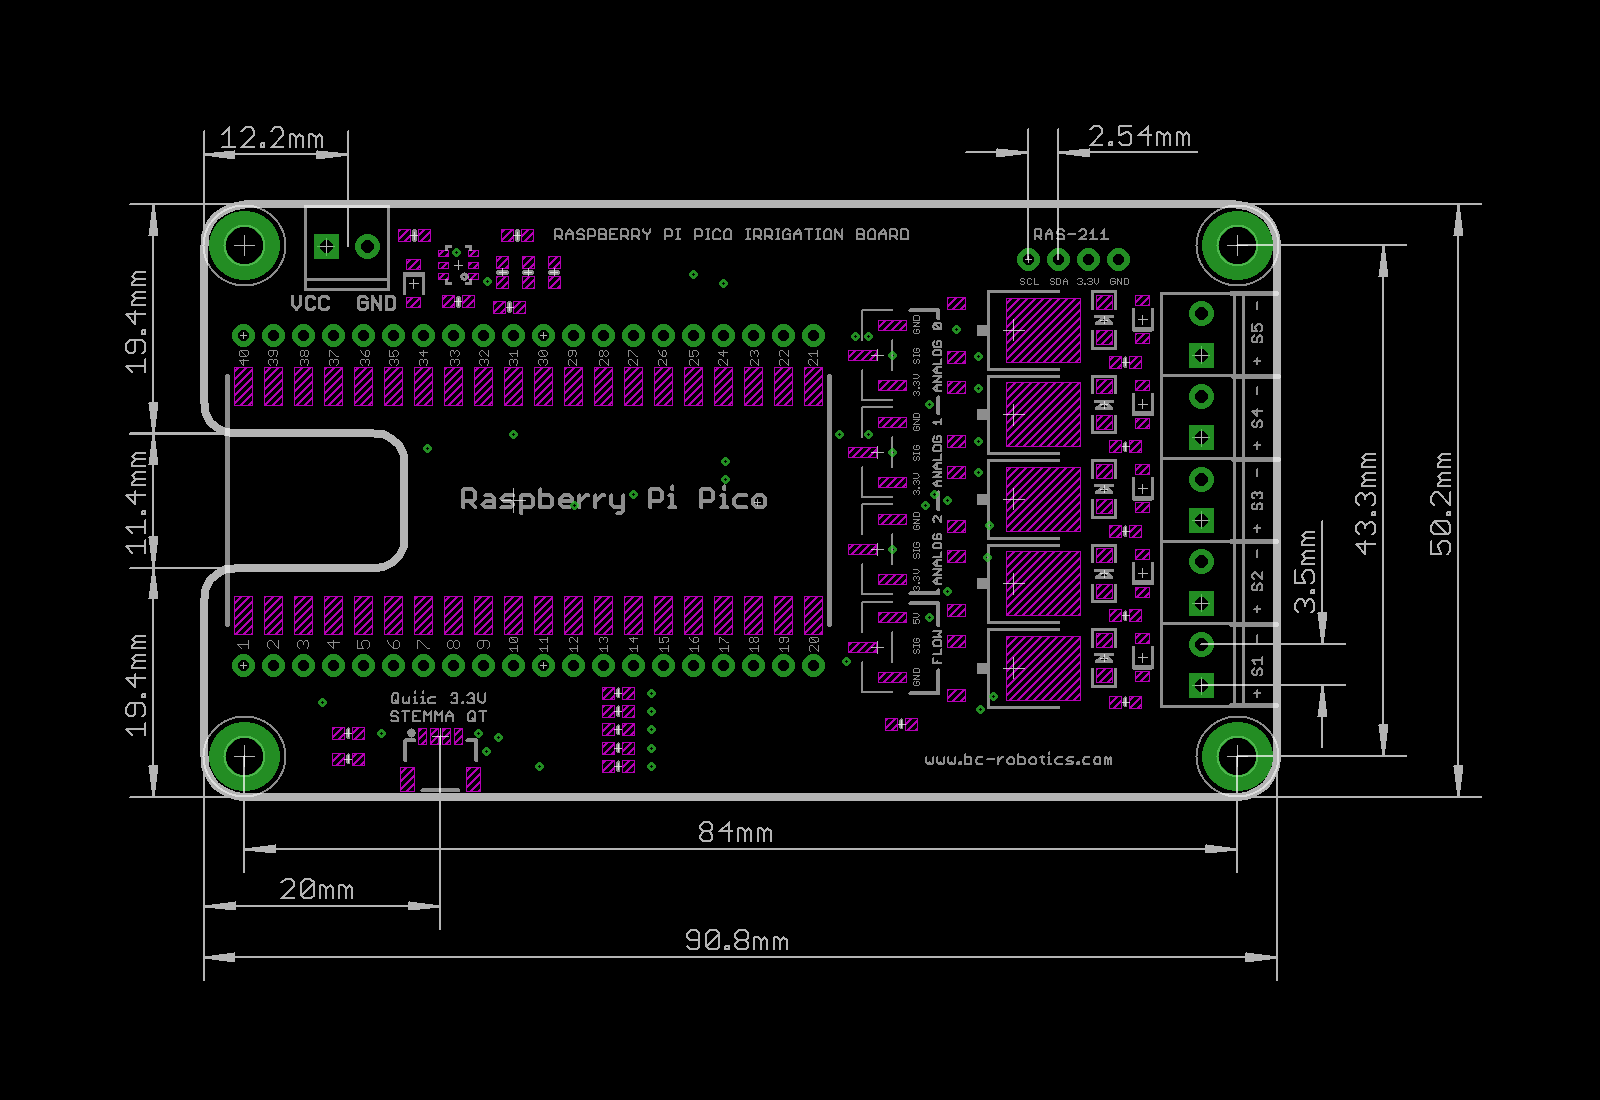 12.2mm
2.54mm
RASPBERRY PI PICO IRRIGATION BOARD
RAS-211
SCL SDA 3.3V GND
VCC GND
19.4mm
11.4mm
19.4mm
40 39 38 37 36 35 34 33 32 31 30 29 28 27 26 25 24 23 22 21
Raspberry Pi Pico
1 2 3 4 5 6 7 8 9 10 11 12 13 14 15 16 17 18 19 20
Quiic 3.3V
STEMMA QT
3.3V SIG GND
ANALOG 0
3.3V SIG GND
ANALOG 1
3.3V SIG GND
ANALOG 2
GND SIG 5V
FLOW
+ S5 -
+ S4 -
+ S3 -
+ S2 -
+ S1 -
3.5mm
43.3mm
50.2mm
www.bc-robotics.com
84mm
20mm
90.8mm